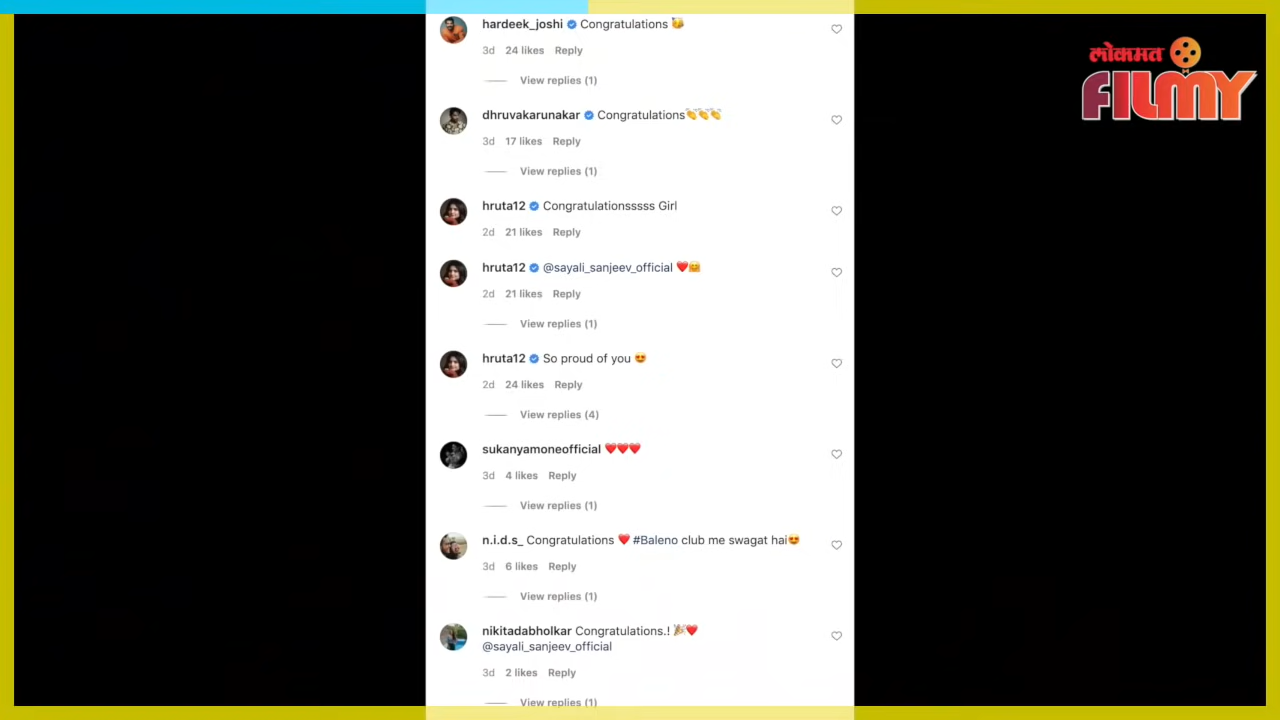 hardeek_joshi Congratulations 🥳
3d 24 likes Reply
View replies (1)
dhruvakarunakar Congratulations👏👏👏
3d 17 likes Reply
View replies (1)
hruta12 Congratulationsssss Girl
2d 21 likes Reply
hruta12 @sayali_sanjeev_official ❤️🤗
2d 21 likes Reply
View replies (1)
hruta12 So proud of you 😍
2d 24 likes Reply
View replies (4)
sukanyamoneofficial ❤️❤️❤️
3d 4 likes Reply
View replies (1)
n.i.d.s_ Congratulations ❤️ #Baleno club me swagat hai😍
3d 6 likes Reply
View replies (1)
nikitadabholkar Congratulations.! 🎉❤️
@sayali_sanjeev_official
3d 2 likes Reply
View replies (1)
लोकमत
FILMY